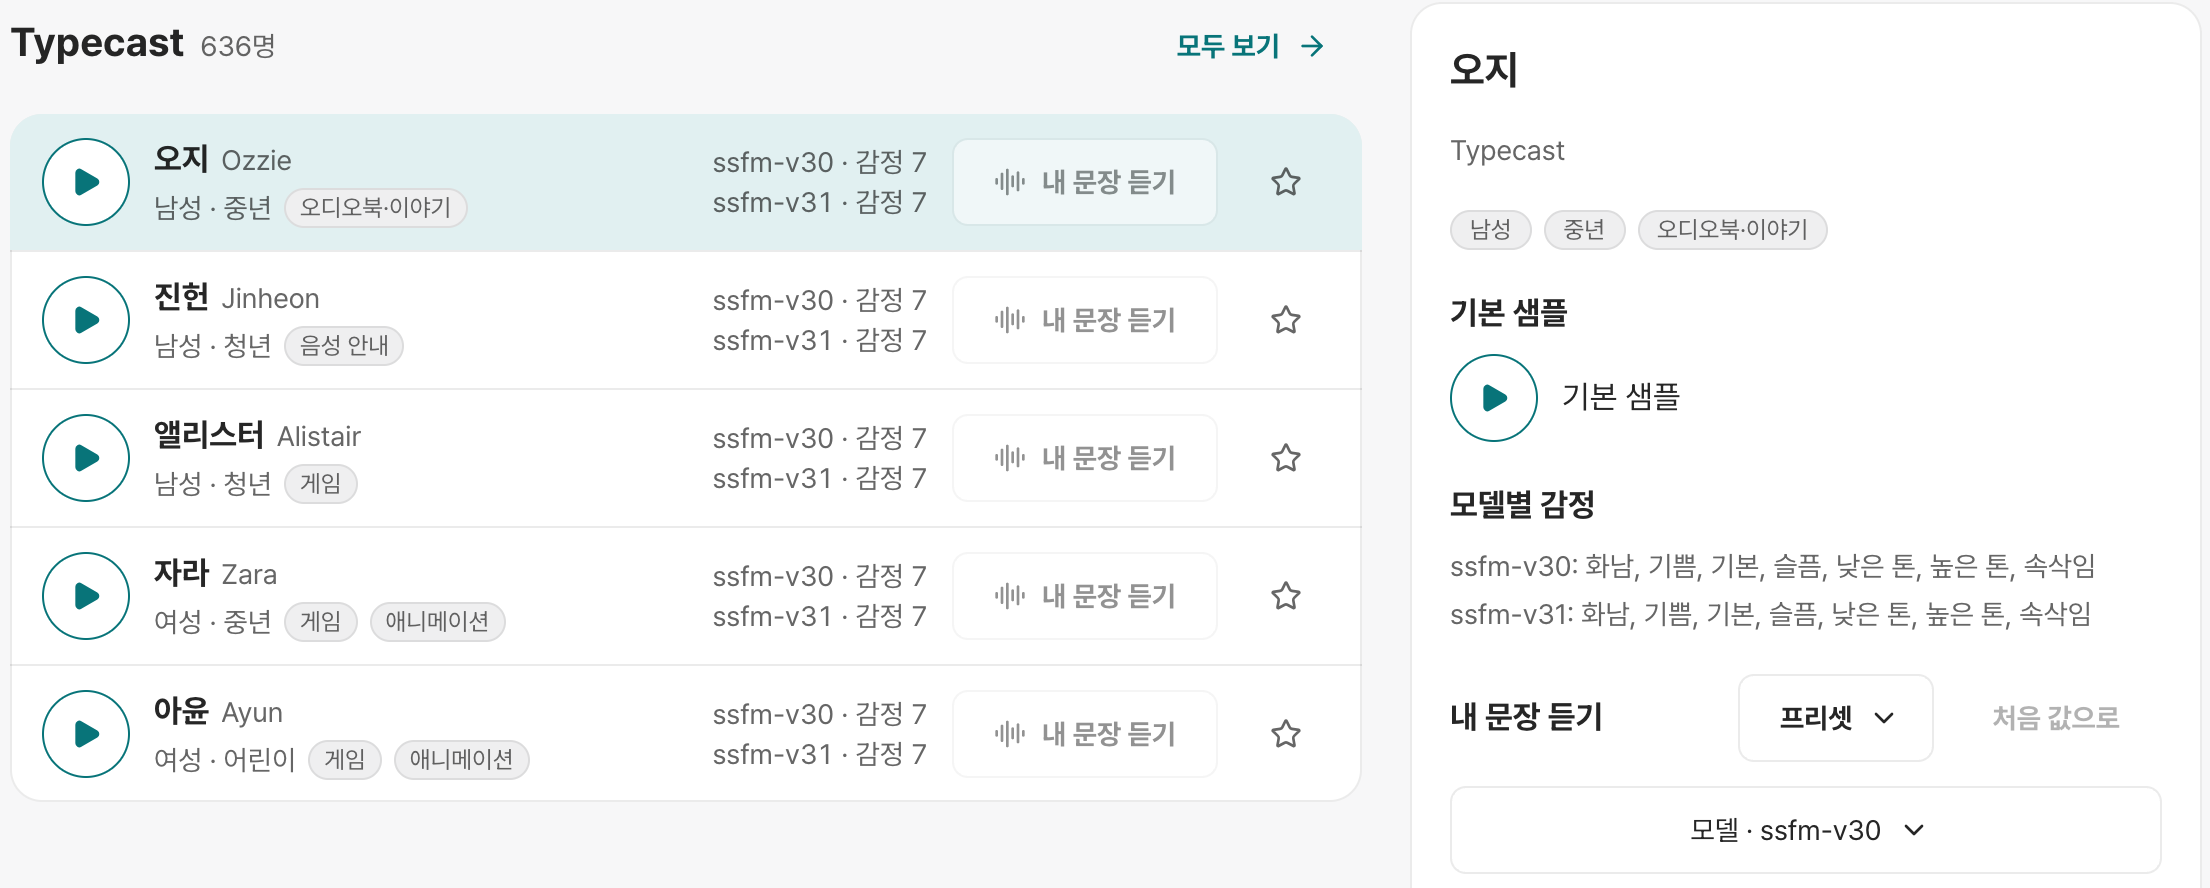 Typecast 636명
모두 보기 →
오지 Ozzie
남성 · 중년 오디오북·이야기
ssfm-v30 · 감정 7
ssfm-v31 · 감정 7
내 문장 듣기
진헌 Jinheon
남성 · 청년 음성 안내
ssfm-v30 · 감정 7
ssfm-v31 · 감정 7
내 문장 듣기
앨리스터 Alistair
남성 · 청년 게임
ssfm-v30 · 감정 7
ssfm-v31 · 감정 7
내 문장 듣기
자라 Zara
여성 · 중년 게임 애니메이션
ssfm-v30 · 감정 7
ssfm-v31 · 감정 7
내 문장 듣기
아윤 Ayun
여성 · 어린이 게임 애니메이션
ssfm-v30 · 감정 7
ssfm-v31 · 감정 7
내 문장 듣기
오지
Typecast
남성 중년 오디오북·이야기
기본 샘플
기본 샘플
모델별 감정
ssfm-v30: 화남, 기쁨, 기본, 슬픔, 낮은 톤, 높은 톤, 속삭임
ssfm-v31: 화남, 기쁨, 기본, 슬픔, 낮은 톤, 높은 톤, 속삭임
내 문장 듣기 프리셋 처음 값으로
모델 · ssfm-v30